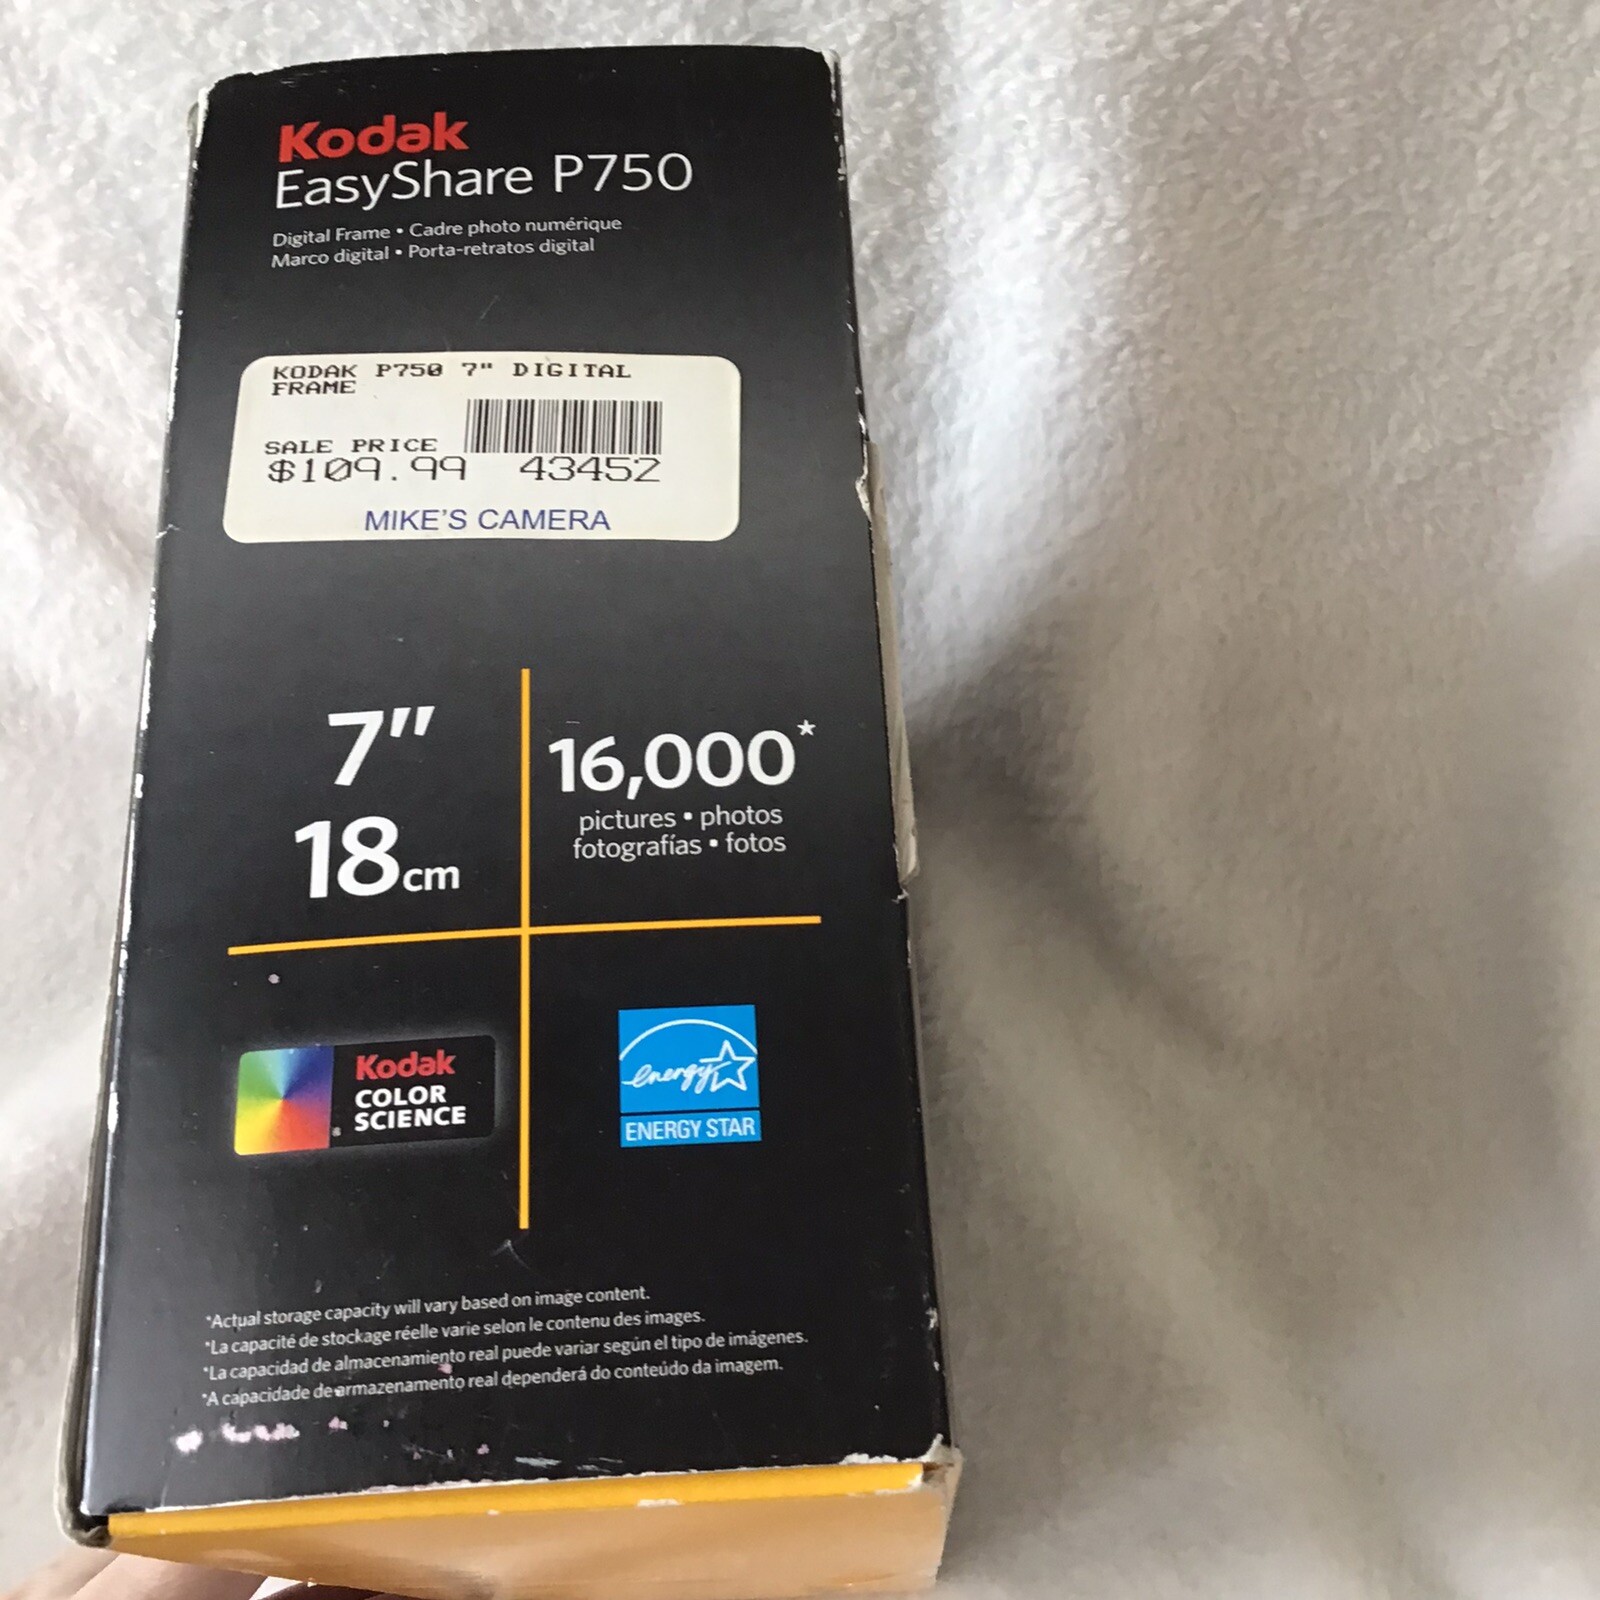 Kodak
EasyShare P750
Digital Frame • Cadre photo numérique
Marco digital • Porta-retratos digital
KODAK P750 7" DIGITAL
FRAME
SALE PRICE
$109.99 43452
MIKE'S CAMERA
7"
18cm
16,000*
pictures • photos
fotografías • fotos
Kodak
COLOR
SCIENCE
energy
ENERGY STAR
*Actual storage capacity will vary based on image content.
*La capacité de stockage réelle varie selon le contenu des images.
*La capacidad de almacenamiento real puede variar según el tipo de imágenes.
*A capacidade de armazenamento real dependerá do conteúdo da imagem.